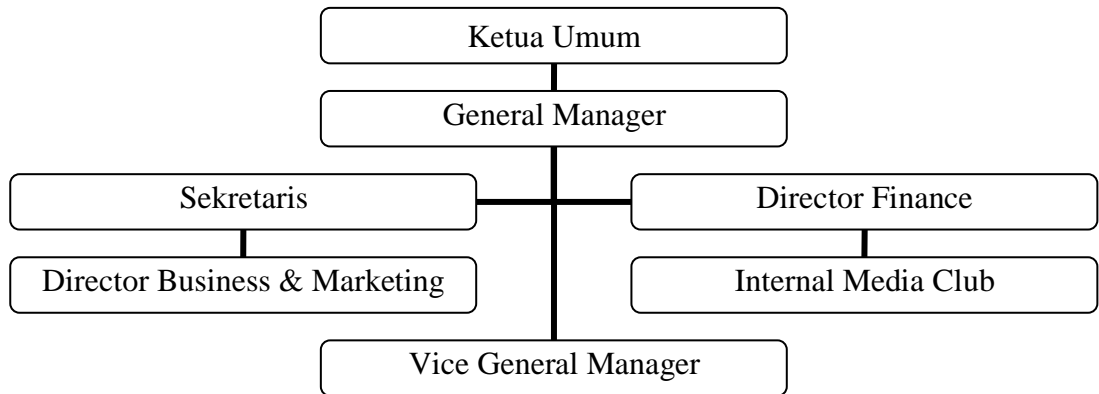 Ketua Umum
General Manager
Sekretaris
Director Finance
Director Business & Marketing
Internal Media Club
Vice General Manager